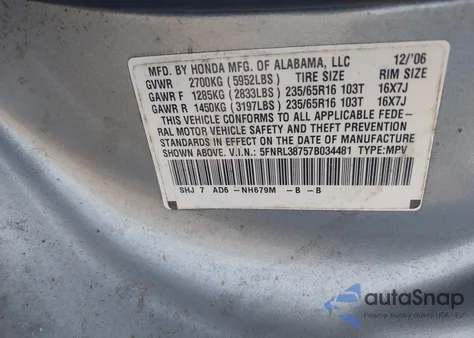 MFD. BY HONDA MFG. OF ALABAMA, LLC 12/'06
GVWR 2700KG (5952LBS) TIRE SIZE RIM SIZE
GAWR F 1285KG (2833LBS) 235/65R16 103T 16X7J
GAWR R 1450KG (3197LBS) 235/65R16 103T 16X7J
THIS VEHICLE CONFORMS TO ALL APPLICABLE FEDE-
RAL MOTOR VEHICLE SAFETY AND THEFT PREVENTION
STANDARDS IN EFFECT ON THE DATE OF MANUFACTURE
SHOWN ABOVE. V.I.N.: 5FNRL38757B034481 TYPE:MPV
SHJ 7 AD6 -NH679M -B -B
autoSnap